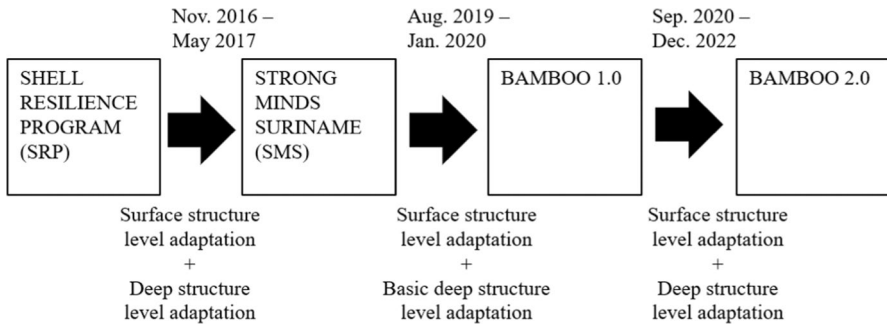 Nov. 2016 –
May 2017
Aug. 2019 –
Jan. 2020
Sep. 2020 –
Dec. 2022
SHELL
RESILIENCE
PROGRAM
(SRP)
STRONG
MINDS
SURINAME
(SMS)
BAMBOO 1.0
BAMBOO 2.0
Surface structure
level adaptation
+
Deep structure
level adaptation
Surface structure
level adaptation
+
Basic deep structure
level adaptation
Surface structure
level adaptation
+
Deep structure
level adaptation